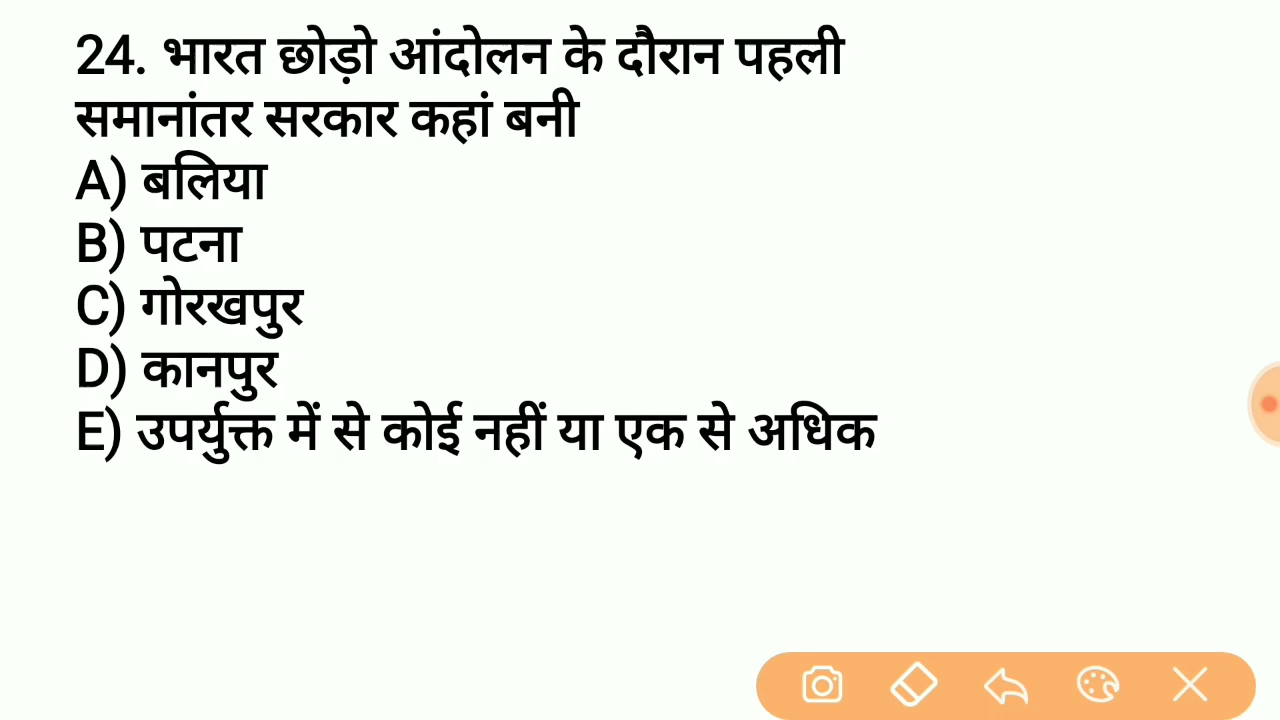 24. भारत छोड़ो आंदोलन के दौरान पहली
समानांतर सरकार कहां बनी
A) बलिया
B) पटना
C) गोरखपुर
D) कानपुर
E) उपर्युक्त में से कोई नहीं या एक से अधिक